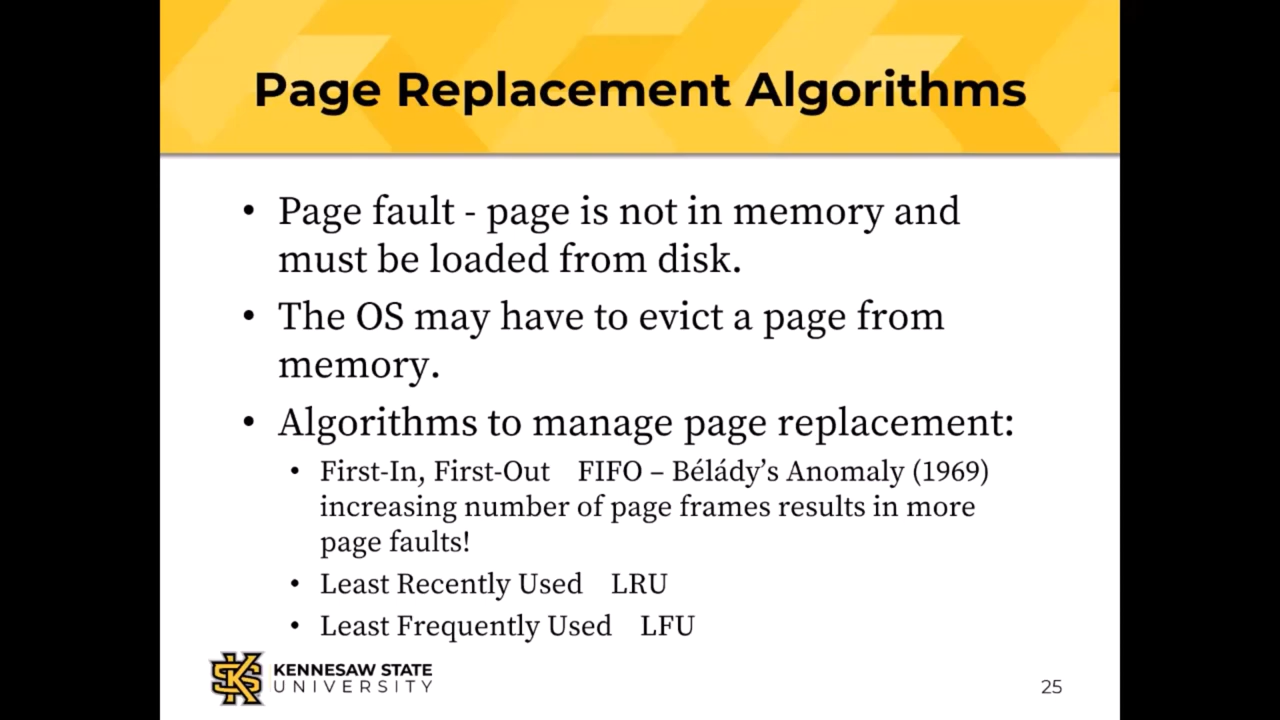 Page Replacement Algorithms
• Page fault - page is not in memory and
must be loaded from disk.
• The OS may have to evict a page from
memory.
• Algorithms to manage page replacement:
• First-In, First-Out FIFO – Bélády’s Anomaly (1969)
increasing number of page frames results in more
page faults!
• Least Recently Used LRU
• Least Frequently Used LFU
KENNESAW STATE
UNIVERSITY
25